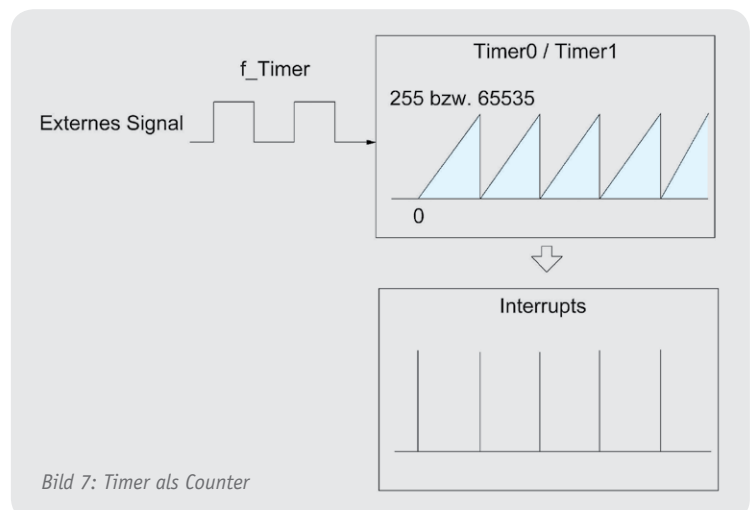 f_Timer
Externes Signal
Timer0 / Timer1
255 bzw. 65535
0
Interrupts
Bild 7: Timer als Counter